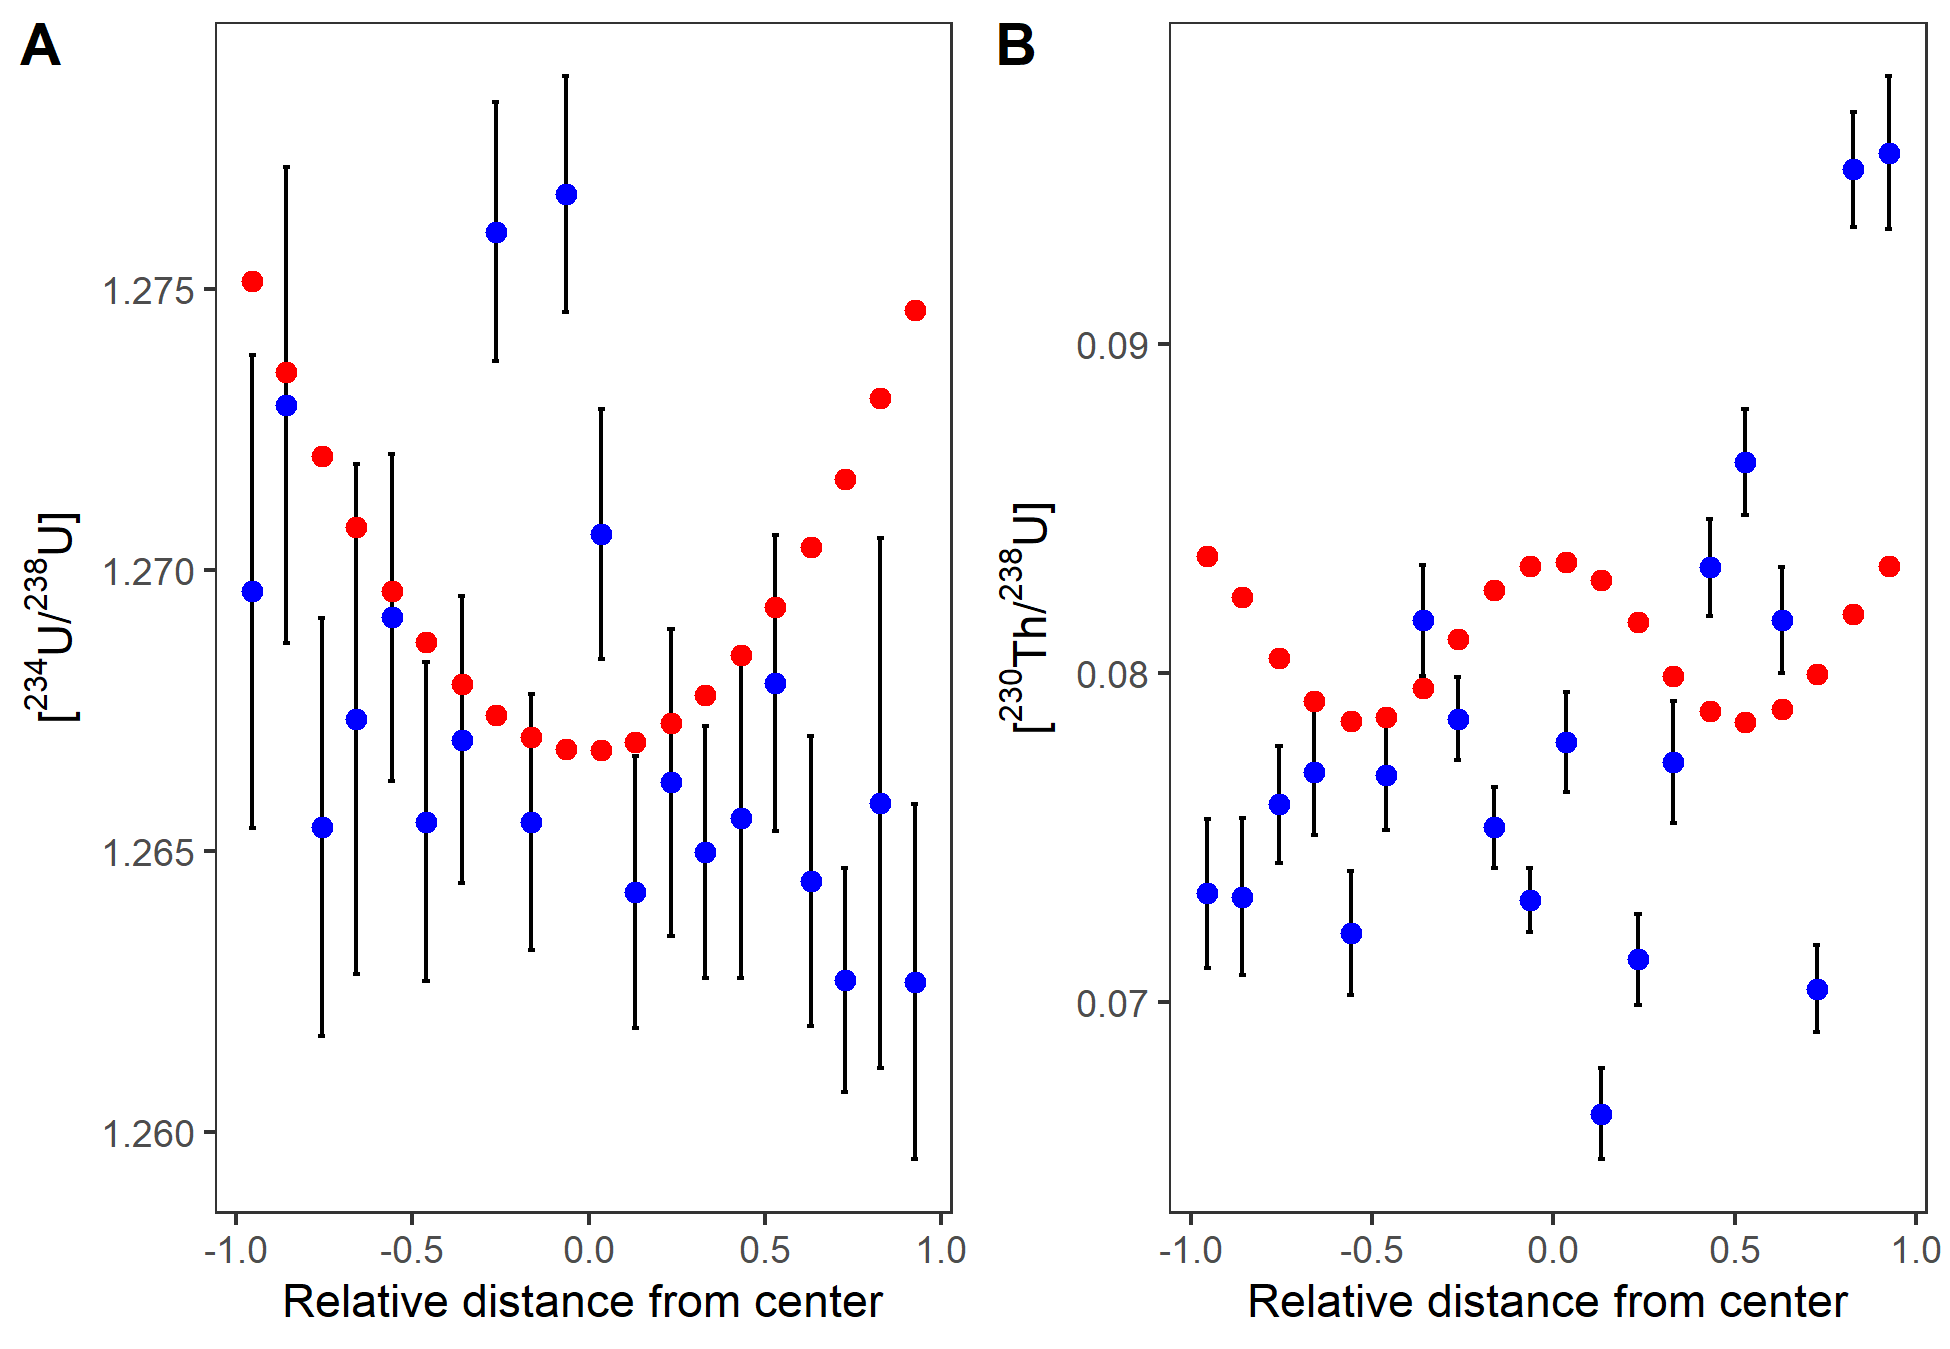 A
[²³⁴U/²³⁸U]
1.275
1.270
1.265
1.260
-1.0 -0.5 0.0 0.5 1.0
Relative distance from center
B
[²³⁰Th/²³⁸U]
0.09
0.08
0.07
-1.0 -0.5 0.0 0.5 1.0
Relative distance from center